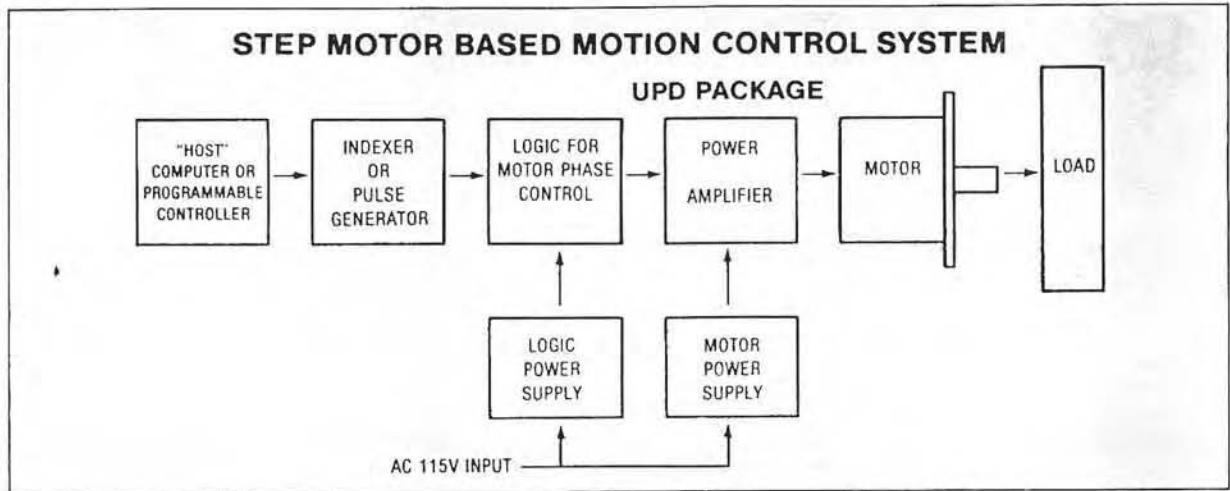 STEP MOTOR BASED MOTION CONTROL SYSTEM
UPD PACKAGE
"HOST"
COMPUTER OR
PROGRAMMABLE
CONTROLLER
INDEXER
OR
PULSE
GENERATOR
LOGIC FOR
MOTOR PHASE
CONTROL
POWER
AMPLIFIER
MOTOR
LOAD
LOGIC
POWER
SUPPLY
MOTOR
POWER
SUPPLY
AC 115V INPUT